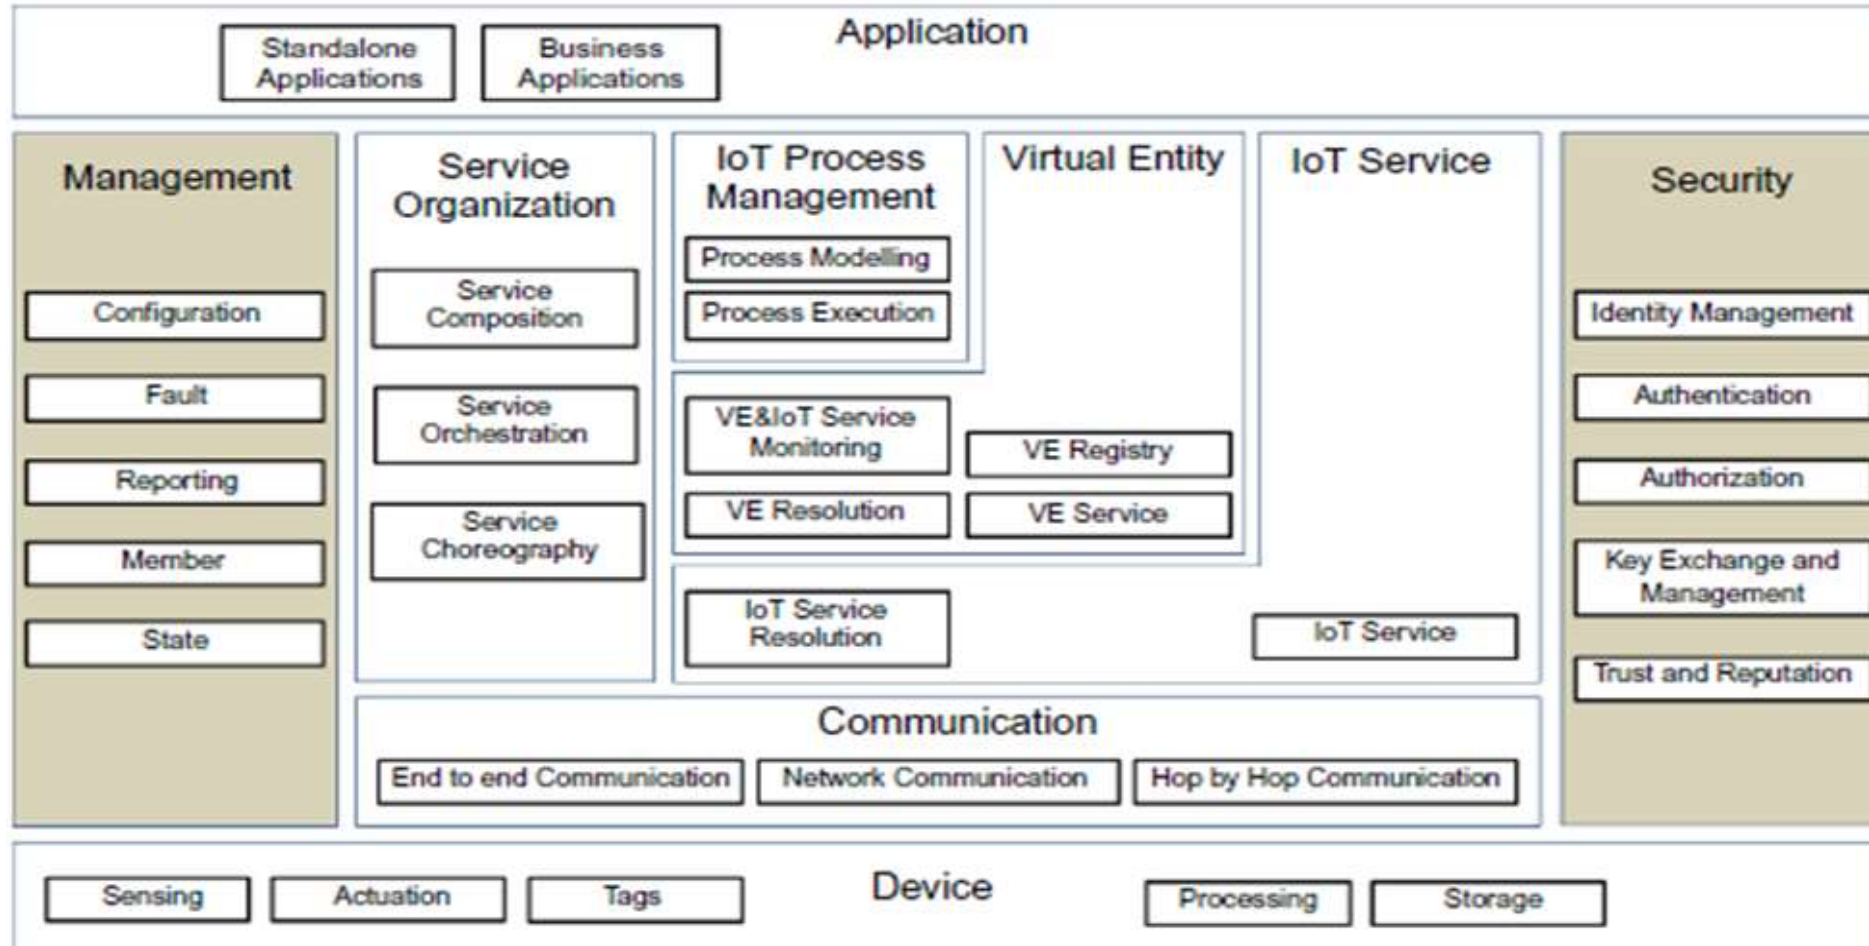 Application
Standalone
Applications
Business
Applications
Management
Configuration
Fault
Reporting
Member
State
Service
Organization
Service
Composition
Service
Orchestration
Service
Choreography
IoT Process
Management
Process Modelling
Process Execution
Virtual Entity
VE&IoT Service
Monitoring
VE Registry
VE Resolution
VE Service
IoT Service
IoT Service
Resolution
IoT Service
Security
Identity Management
Authentication
Authorization
Key Exchange and
Management
Trust and Reputation
Communication
End to end Communication
Network Communication
Hop by Hop Communication
Device
Sensing
Actuation
Tags
Processing
Storage